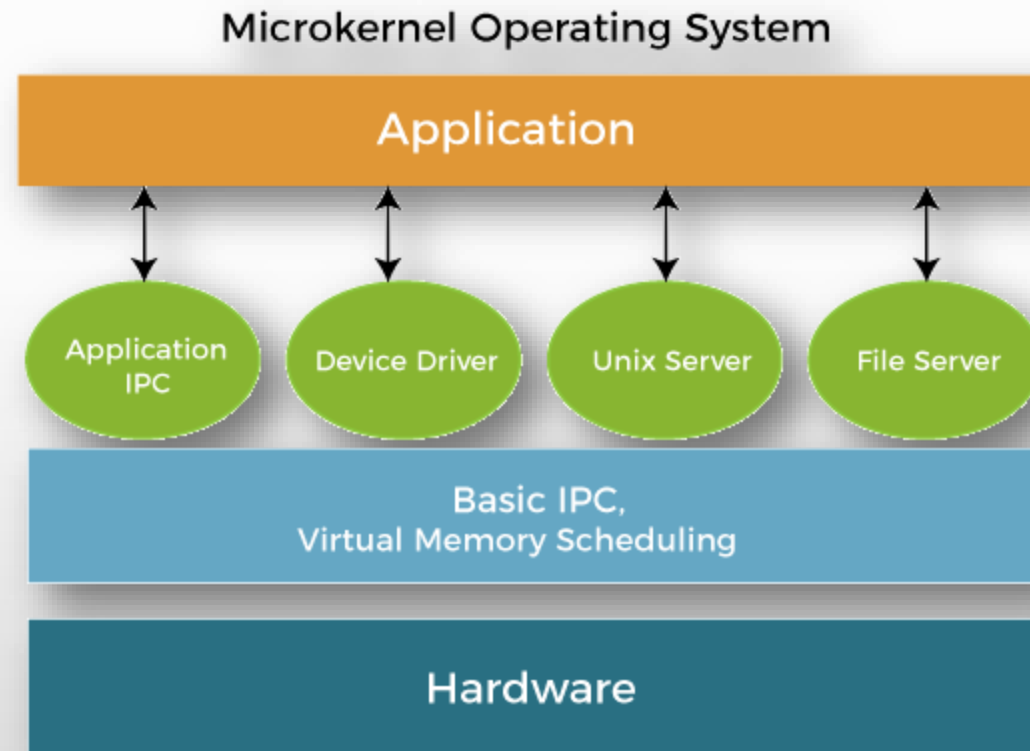 Microkernel Operating System
Application
Application
IPC
Device Driver
Unix Server
File Server
Basic IPC,
Virtual Memory Scheduling
Hardware